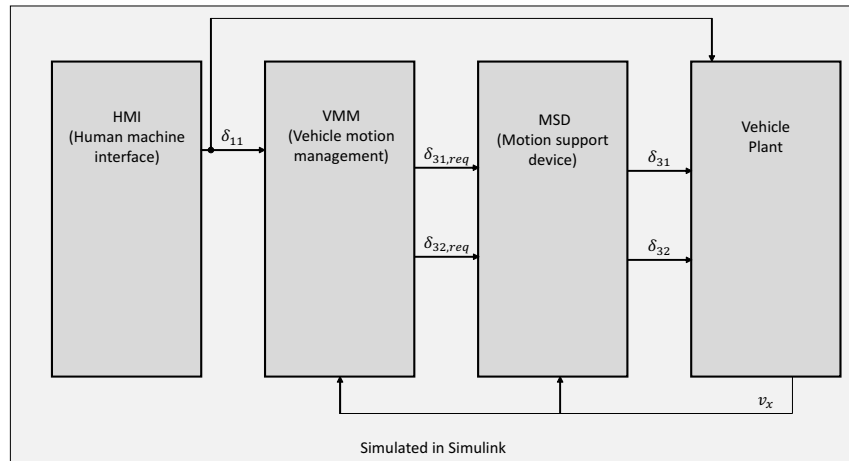 HMI
(Human machine
interface)
δ11
VMM
(Vehicle motion
management)
δ31,req
δ32,req
MSD
(Motion support
device)
δ31
δ32
Vehicle
Plant
vx
Simulated in Simulink